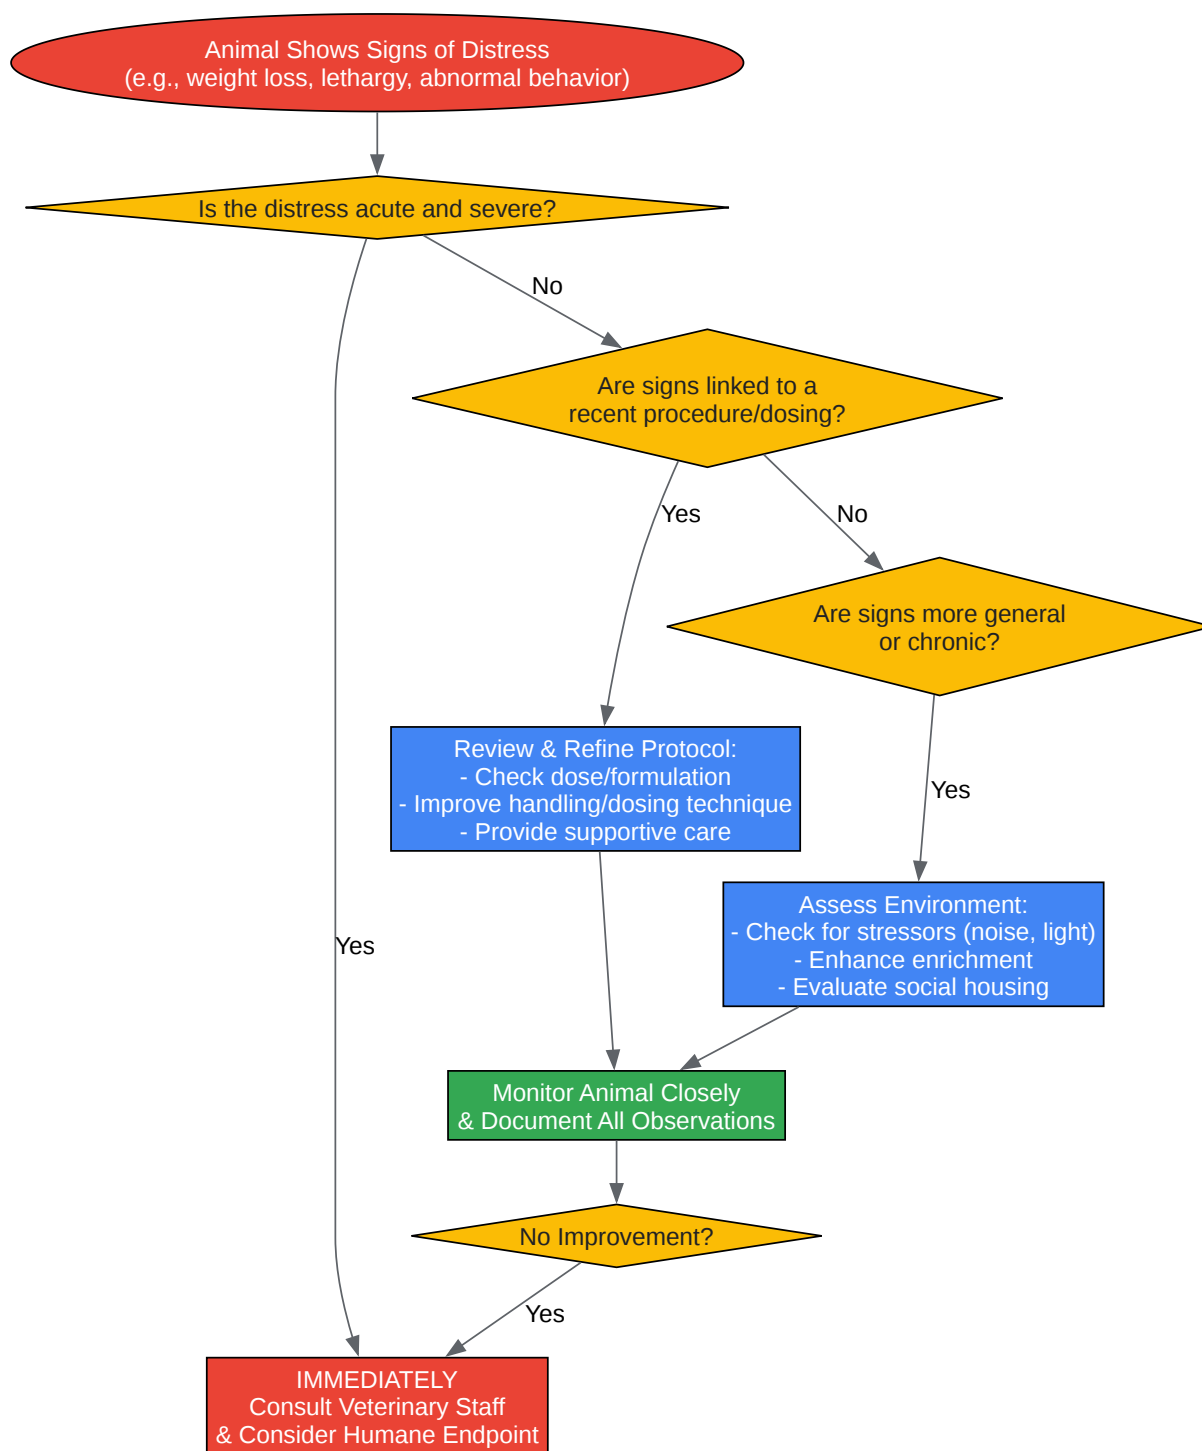 Animal Shows Signs of Distress
(e.g., weight loss, lethargy, abnormal behavior)
Is the distress acute and severe?
No
Are signs linked to a
recent procedure/dosing?
Yes
No
Are signs more general
or chronic?
Review & Refine Protocol:
- Check dose/formulation
- Improve handling/dosing technique
- Provide supportive care
Yes
Assess Environment:
- Check for stressors (noise, light)
- Enhance enrichment
- Evaluate social housing
Yes
Monitor Animal Closely
& Document All Observations
No Improvement?
Yes
IMMEDIATELY
Consult Veterinary Staff
& Consider Humane Endpoint